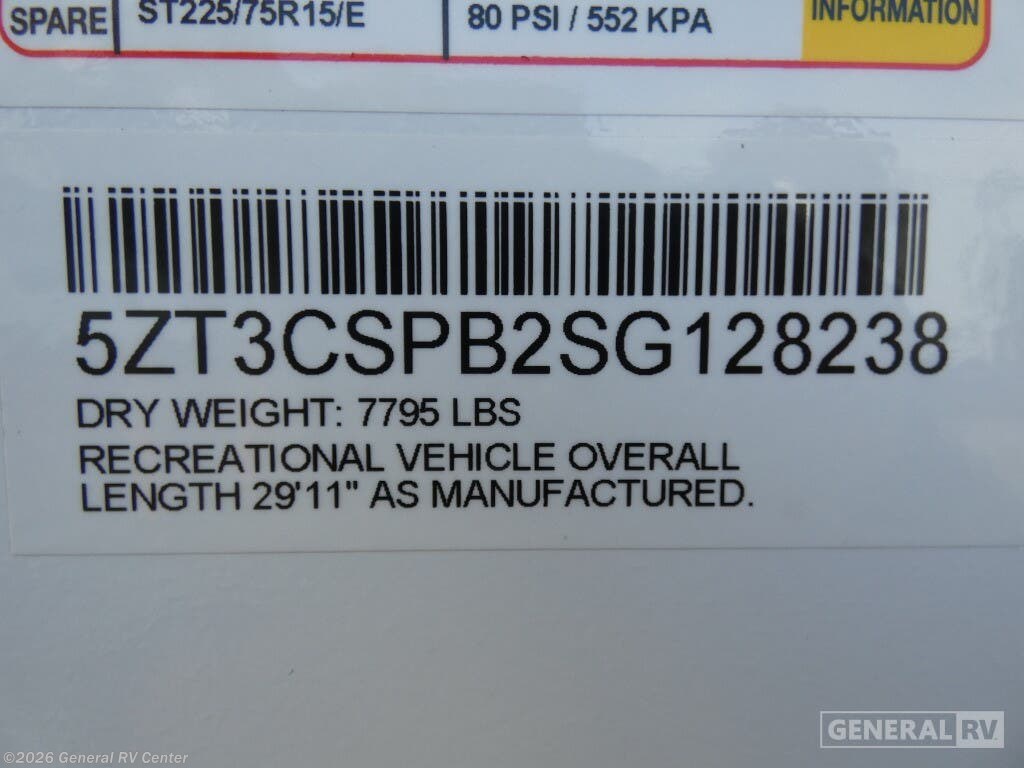 SPARE ST225/75R15/E 80 PSI / 552 KPA INFORMATION
5ZT3CSPB2SG128238
DRY WEIGHT: 7795 LBS
RECREATIONAL VEHICLE OVERALL
LENGTH 29'11" AS MANUFACTURED.
GENERAL RV
©2026 General RV Center